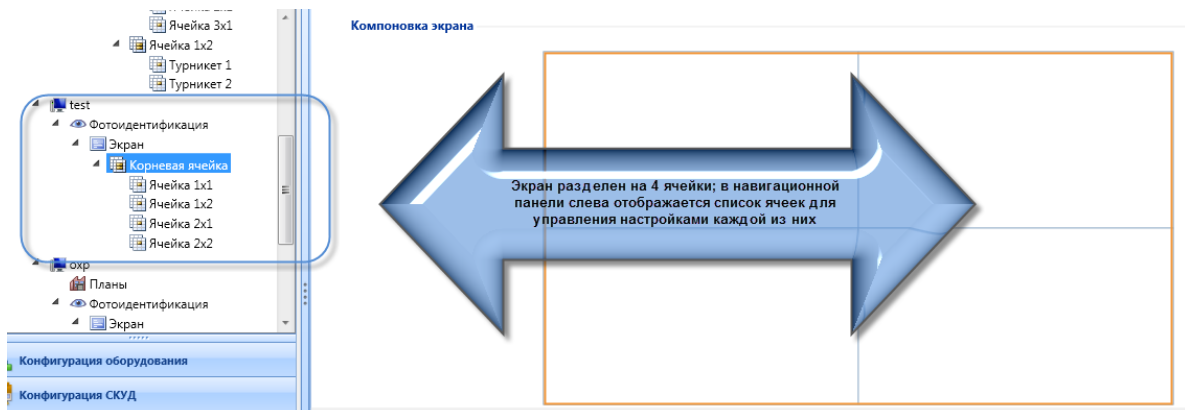 Ячейка 3x1
Ячейка 1x2
Турникет 1
Турникет 2
test
Фотоидентификация
Экран
Корневая ячейка
Ячейка 1x1
Ячейка 1x2
Ячейка 2x1
Ячейка 2x2
oxp
Планы
Фотоидентификация
Экран
Конфигурация оборудования
Конфигурация СКУД
Компоновка экрана
Экран разделен на 4 ячейки; в навигационной
панели слева отображается список ячеек для
управления настройками каждой из них